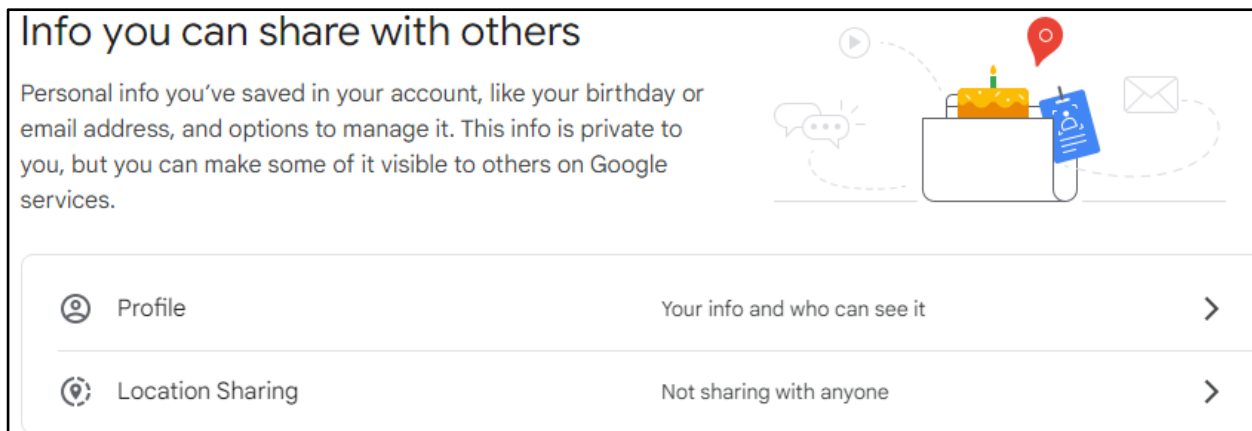 Info you can share with others
Personal info you’ve saved in your account, like your birthday or
email address, and options to manage it. This info is private to
you, but you can make some of it visible to others on Google
services.
Profile Your info and who can see it
Location Sharing Not sharing with anyone